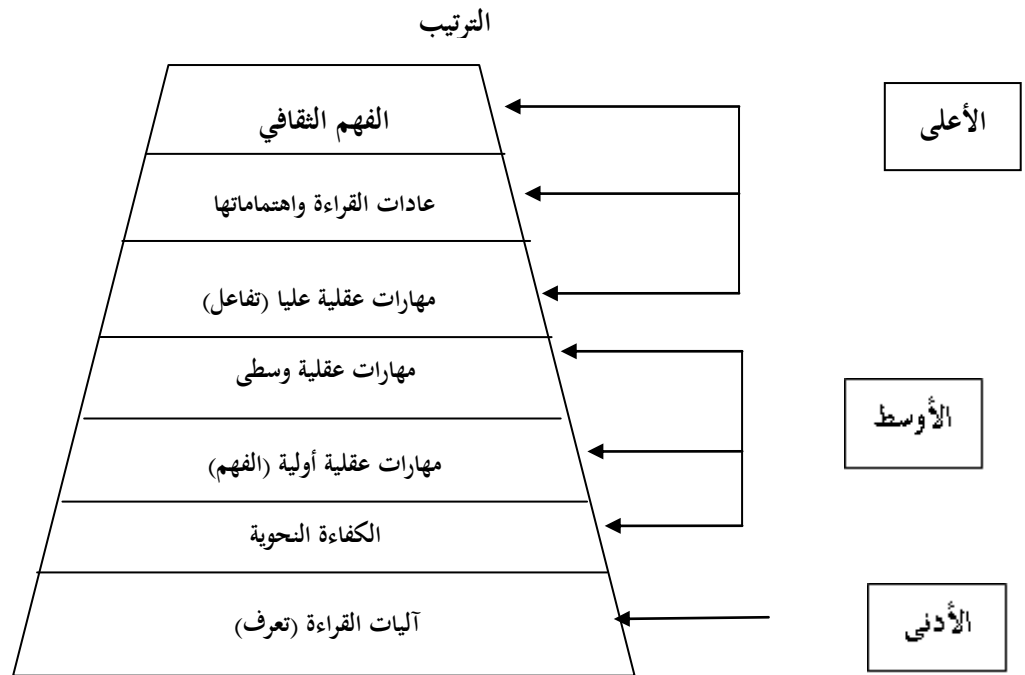 الترتيب
الأعلى
الفهم الثقافي
عادات القراءة واهتماماتها
مهارات عقلية عليا (تفاعل)
الأوسط
مهارات عقلية وسطى
مهارات عقلية أولية (الفهم)
الكفاءة النحوية
الأدنى
آليات القراءة (تعرف)